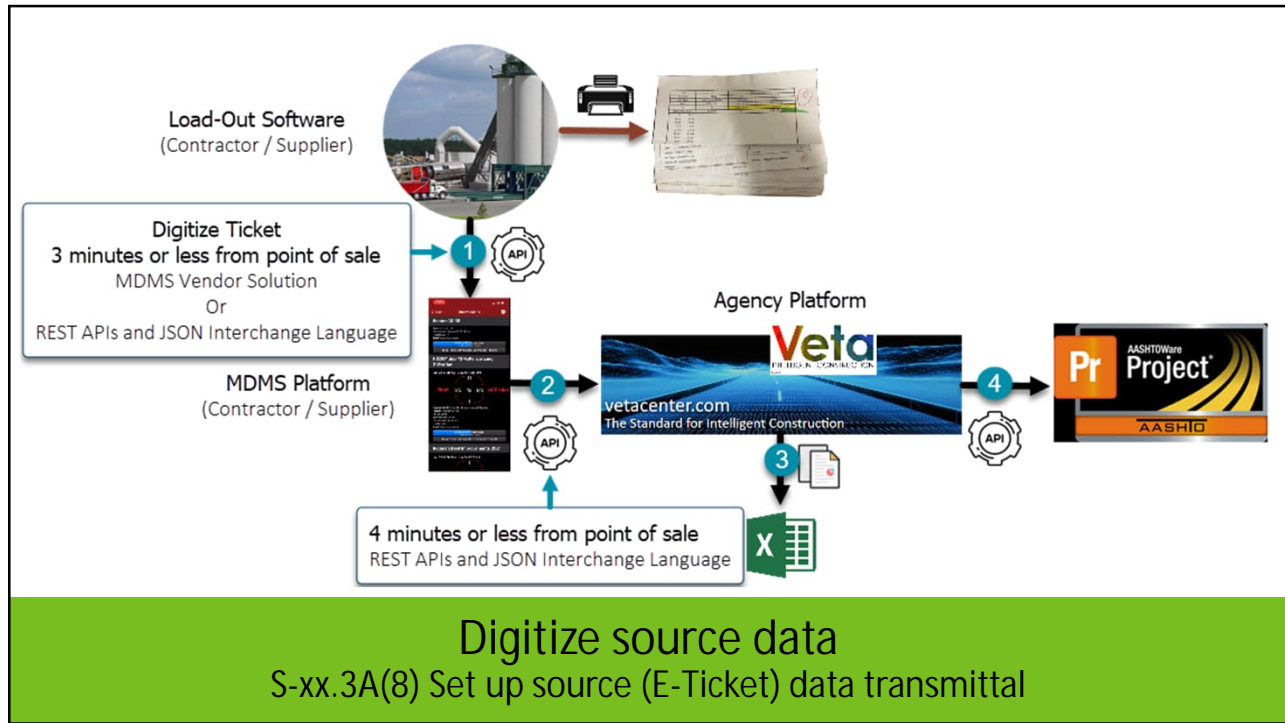 Load-Out Software
(Contractor / Supplier)
Digitize Ticket
3 minutes or less from point of sale
MDMS Vendor Solution
Or
REST APIs and JSON Interchange Language
1
API
MDMS Platform
(Contractor / Supplier)
2
API
Agency Platform
Veta
INTELLIGENT CONSTRUCTION
vetacenter.com
The Standard for Intelligent Construction
3
4
API
Pr
AASHTOWare
Project®
AASHTO
4 minutes or less from point of sale
REST APIs and JSON Interchange Language
X
Digitize source data
S-xx.3A(8) Set up source (E-Ticket) data transmittal